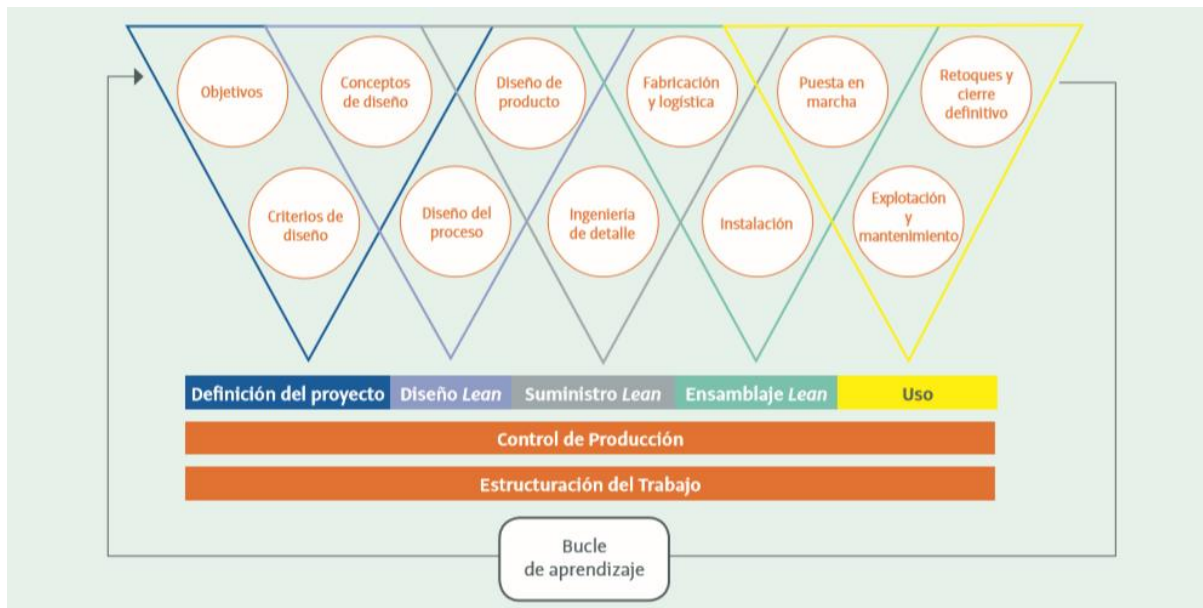 Objetivos
Conceptos
de diseño
Diseño de
producto
Fabricación
y logística
Puesta en
marcha
Retoques y
cierre
definitivo
Criterios de
diseño
Diseño del
proceso
Ingeniería
de detalle
Instalación
Explotación
y
mantenimiento
Definición del proyecto
Diseño Lean
Suministro Lean
Ensamblaje Lean
Uso
Control de Producción
Estructuración del Trabajo
Bucle
de aprendizaje